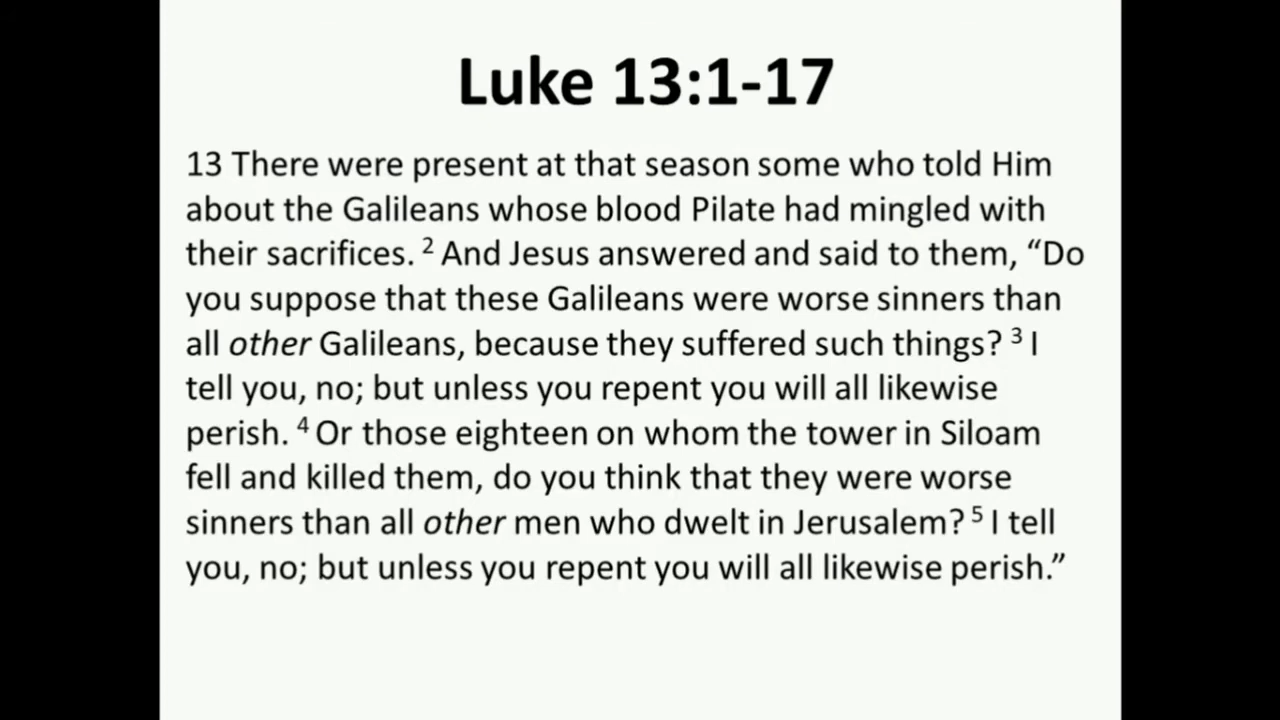 Luke 13:1-17
13 There were present at that season some who told Him
about the Galileans whose blood Pilate had mingled with
their sacrifices. 2 And Jesus answered and said to them, “Do
you suppose that these Galileans were worse sinners than
all other Galileans, because they suffered such things? 3 I
tell you, no; but unless you repent you will all likewise
perish. 4 Or those eighteen on whom the tower in Siloam
fell and killed them, do you think that they were worse
sinners than all other men who dwelt in Jerusalem? 5 I tell
you, no; but unless you repent you will all likewise perish.”